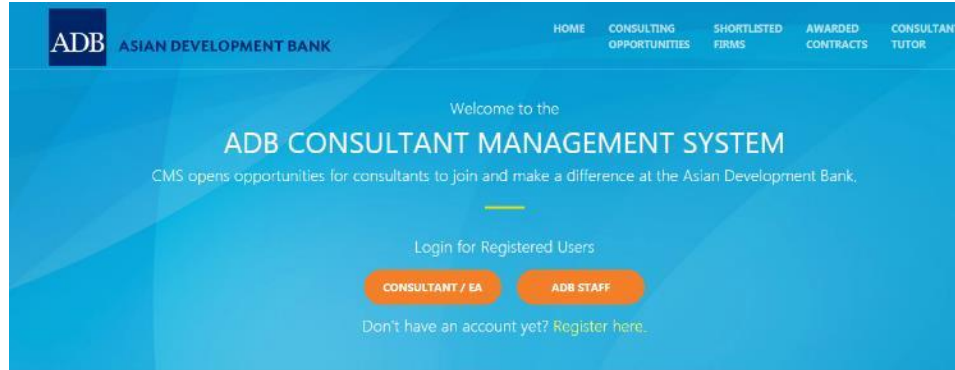 ADB ASIAN DEVELOPMENT BANK
HOME
CONSULTING
OPPORTUNITIES
SHORTLISTED
FIRMS
AWARDED
CONTRACTS
CONSULTANT
TUTOR
Welcome to the
ADB CONSULTANT MANAGEMENT SYSTEM
CMS opens opportunities for consultants to join and make a difference at the Asian Development Bank.
Login for Registered Users
CONSULTANT / EA
ADB STAFF
Don't have an account yet? Register here.